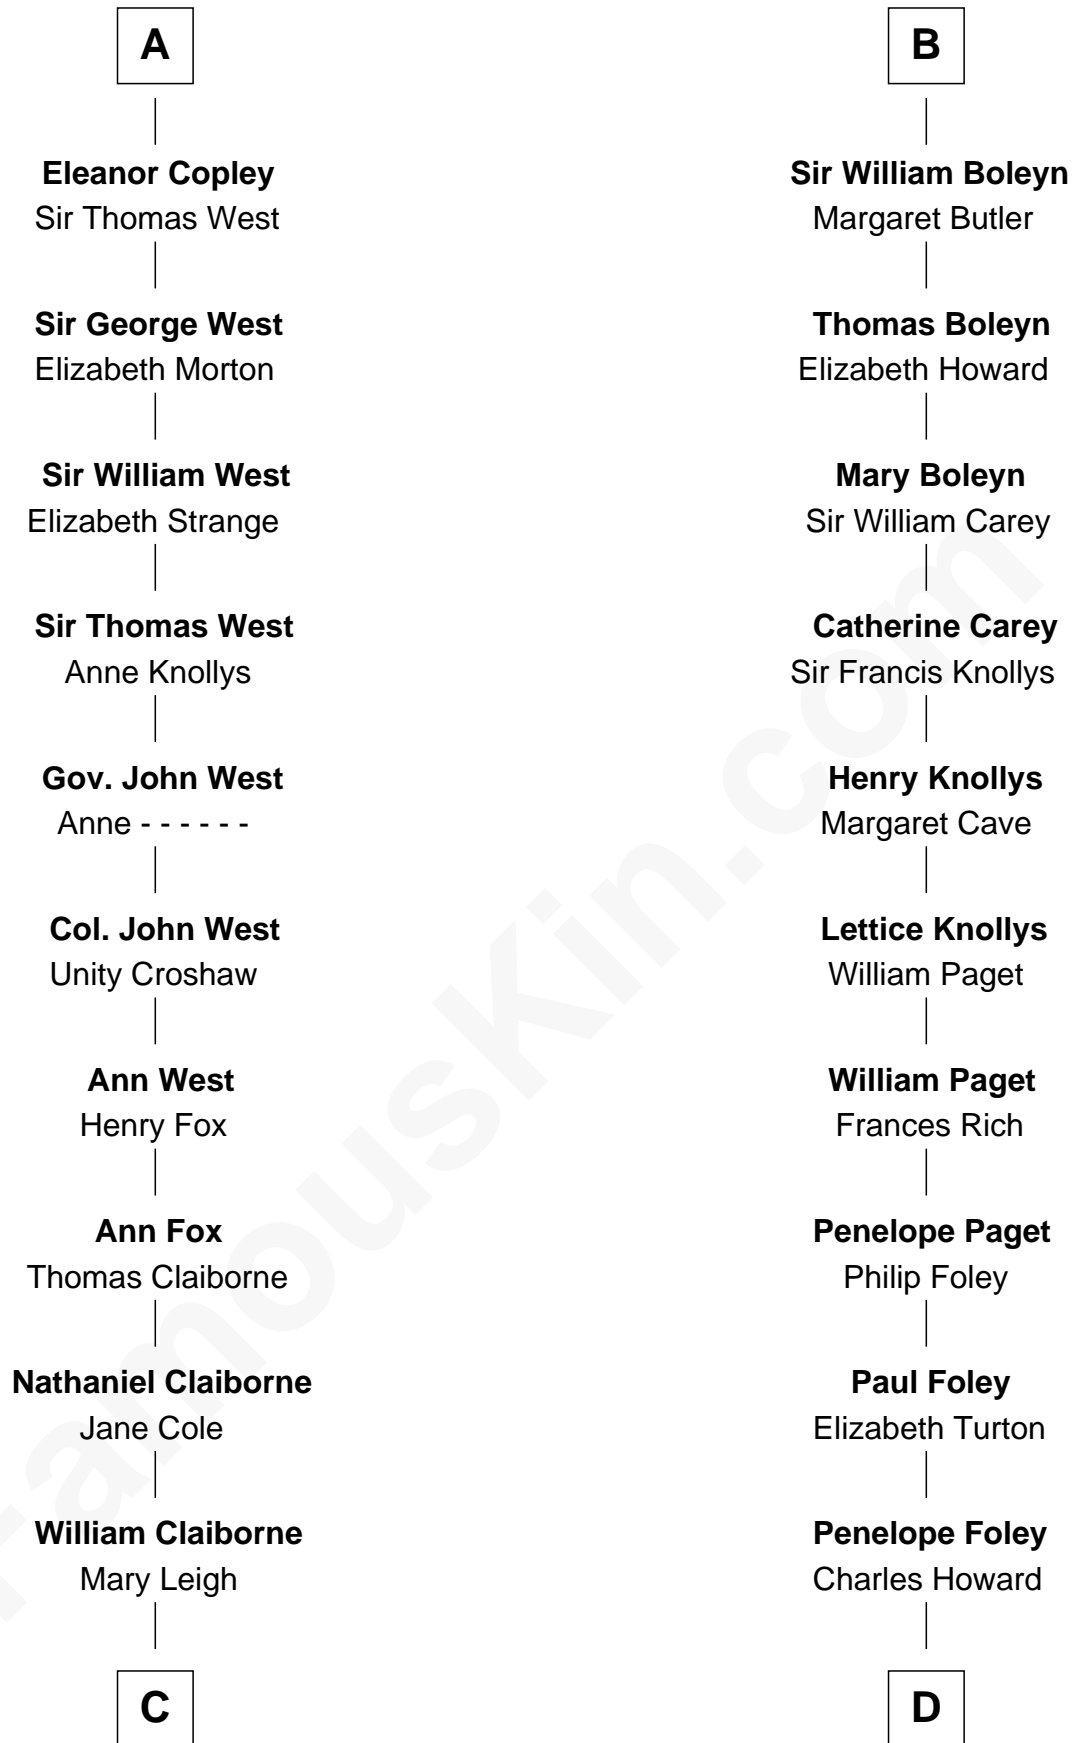 A
Eleanor Copley
Sir Thomas West
Sir George West
Elizabeth Morton
Sir William West
Elizabeth Strange
Sir Thomas West
Anne Knollys
Gov. John West
Anne - - - - - -
Col. John West
Unity Croshaw
Ann West
Henry Fox
Ann Fox
Thomas Claiborne
Nathaniel Claiborne
Jane Cole
William Claiborne
Mary Leigh
C
B
Sir William Boleyn
Margaret Butler
Thomas Boleyn
Elizabeth Howard
Mary Boleyn
Sir William Carey
Catherine Carey
Sir Francis Knollys
Henry Knollys
Margaret Cave
Lettice Knollys
William Paget
William Paget
Frances Rich
Penelope Paget
Philip Foley
Paul Foley
Elizabeth Turton
Penelope Foley
Charles Howard
D
FamousKin.com